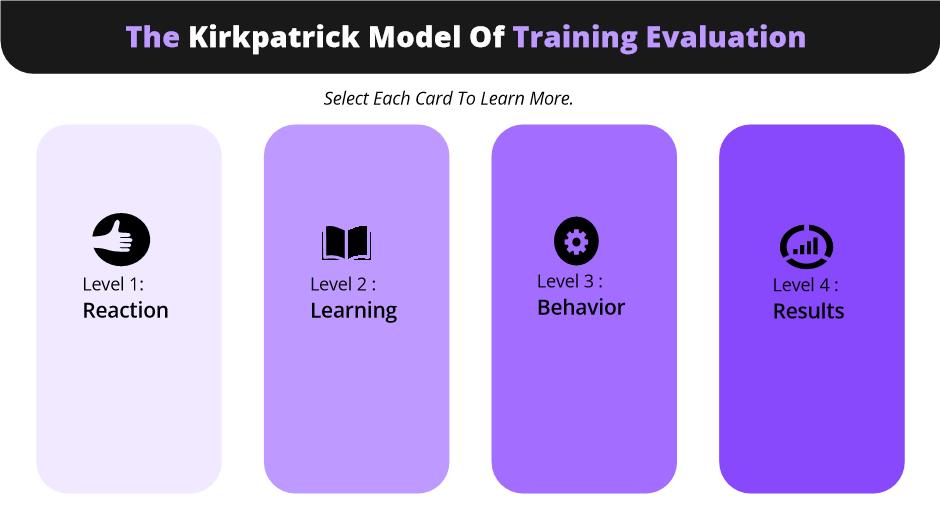 The Kirkpatrick Model Of Training Evaluation
Select Each Card To Learn More.
Level 1:
Reaction
Level 2 :
Learning
Level 3 :
Behavior
Level 4 :
Results